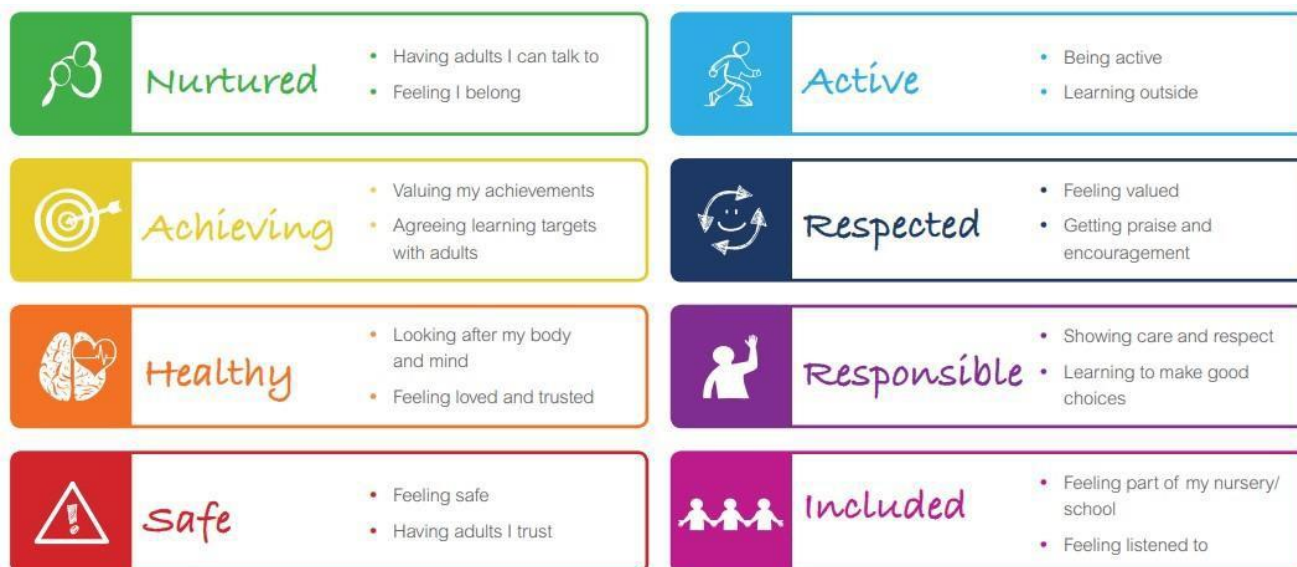 Nurtured
• Having adults I can talk to
• Feeling I belong
Active
• Being active
• Learning outside
Achieving
• Valuing my achievements
• Agreeing learning targets
with adults
Respected
• Feeling valued
• Getting praise and
encouragement
Healthy
• Looking after my body
and mind
• Feeling loved and trusted
Responsible
• Showing care and respect
• Learning to make good
choices
Safe
• Feeling safe
• Having adults I trust
Included
• Feeling part of my nursery/
school
• Feeling listened to